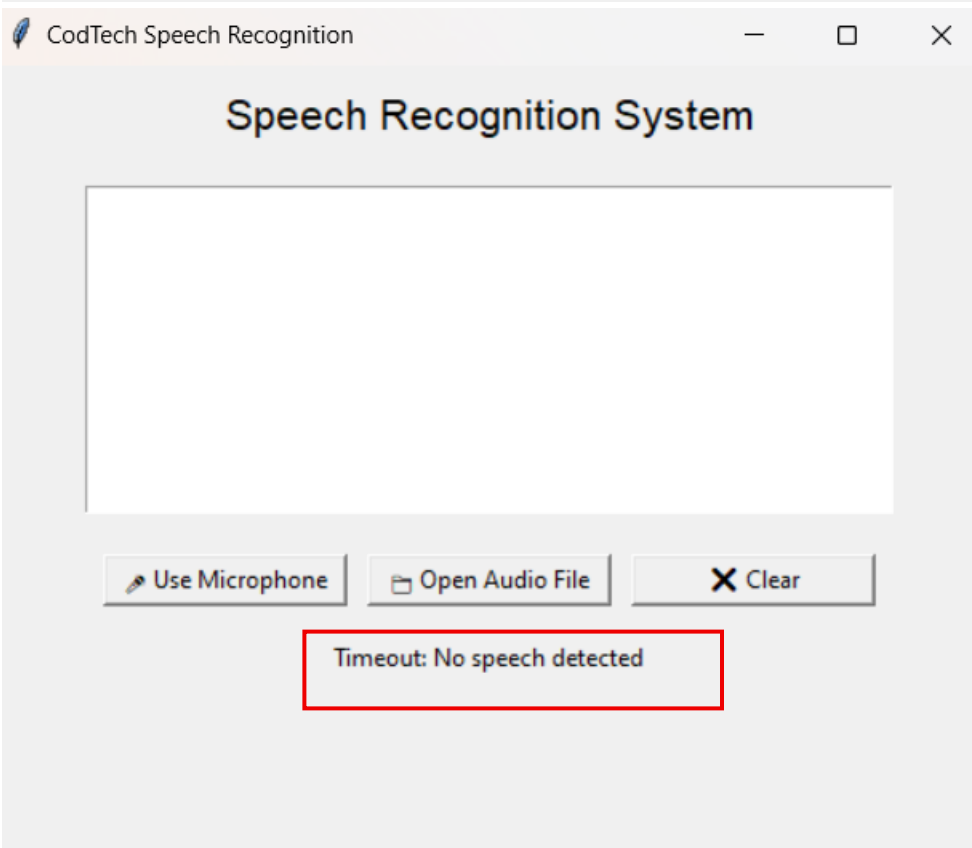 CodTech Speech Recognition
Speech Recognition System
Use Microphone
Open Audio File
Clear
Timeout: No speech detected